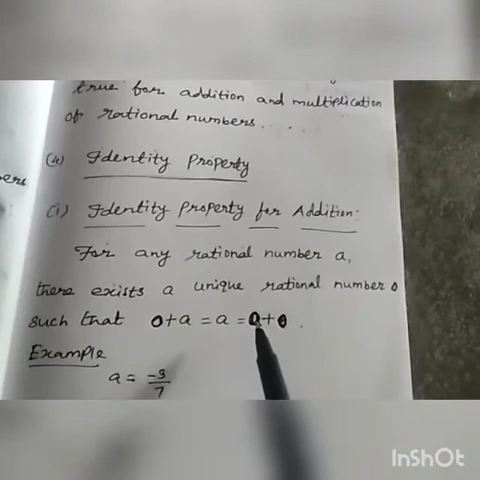 true for addition and multiplication
of rational numbers. . . .
(4) Identity Property
(i) Identity Property for Addition:
For any rational number a,
there exists a unique rational number 0
such that 0+a = a = a+0 .
Example
a = -3/7
InShOt